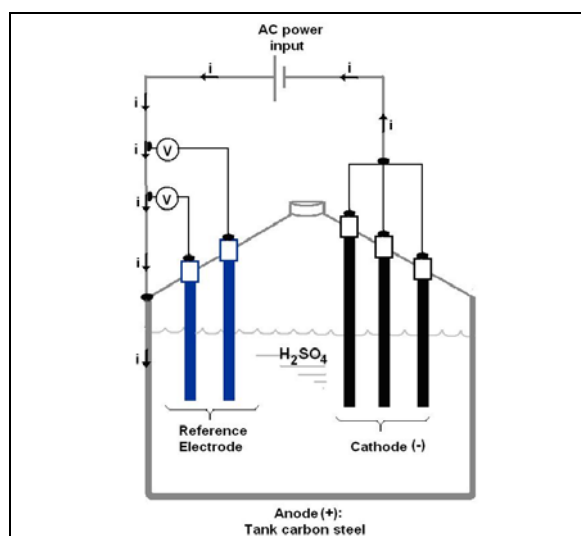 AC power
input
i
i
i
i
i
V
i
V
i
i
H₂SO₄
i
Reference
Electrode
Cathode (-)
Anode (+):
Tank carbon steel